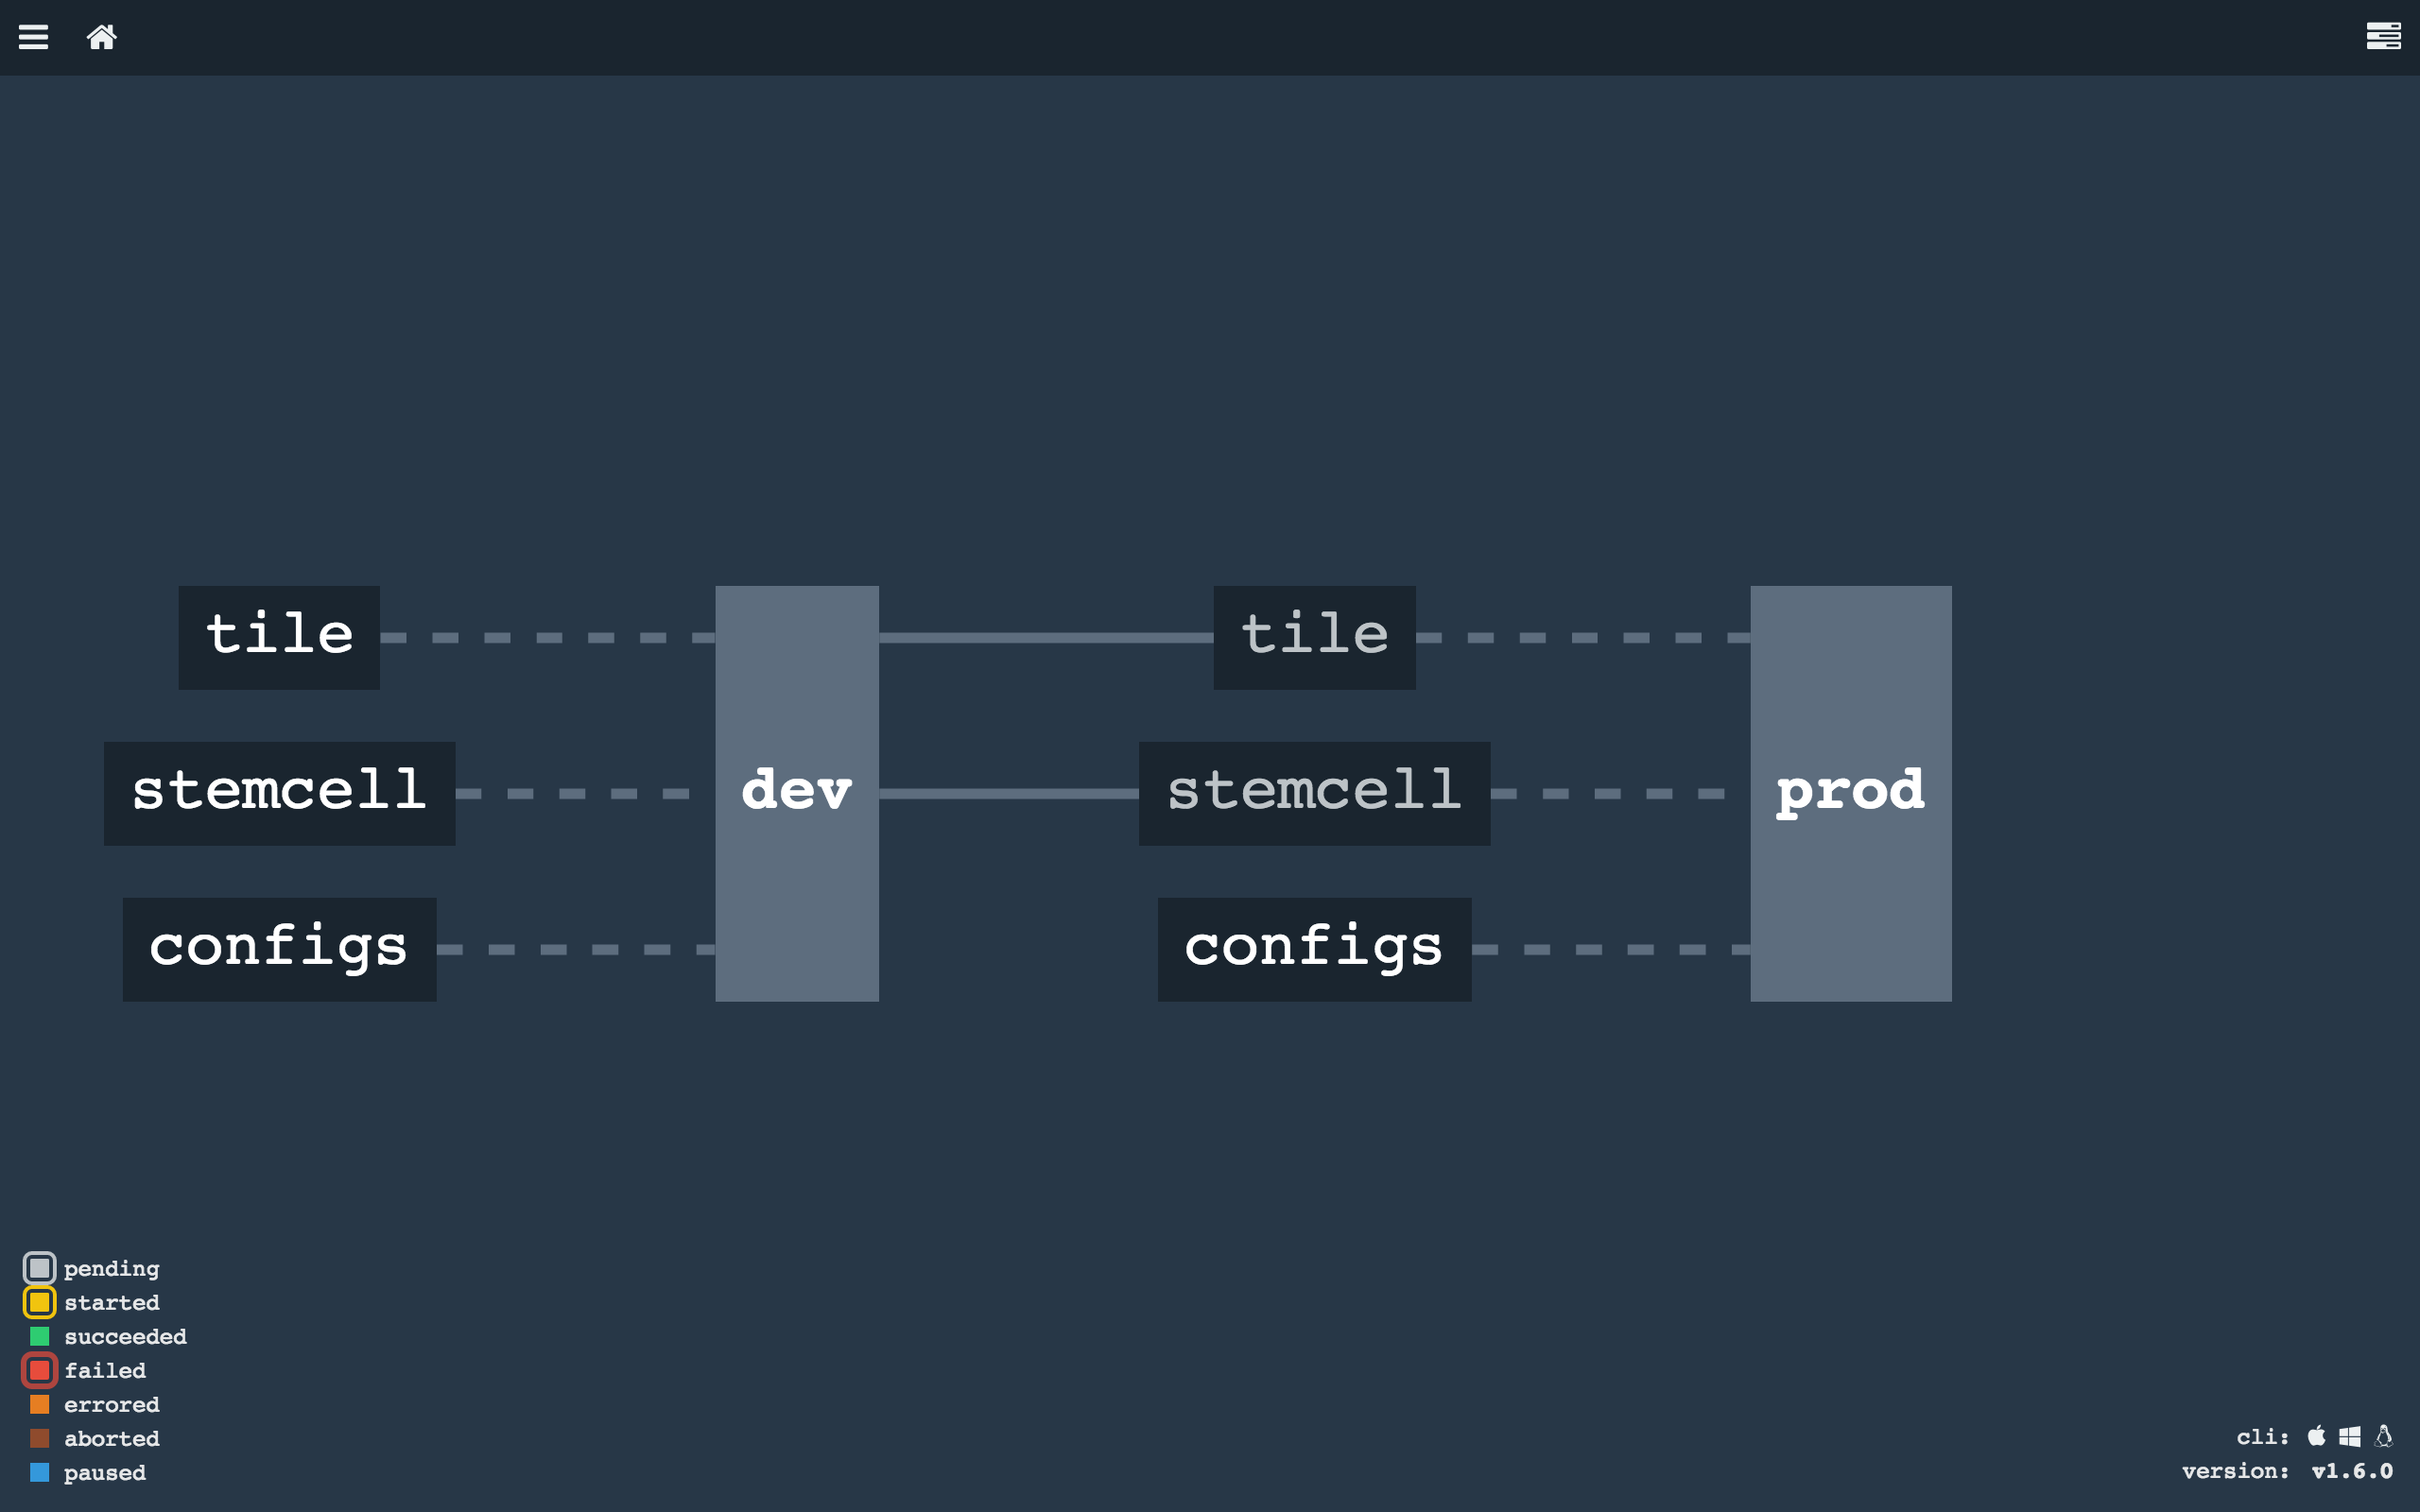 tile
stemcell
configs
dev
tile
stemcell
configs
prod
pending
started
succeeded
failed
errored
aborted
paused
cli:
version: v1.6.0